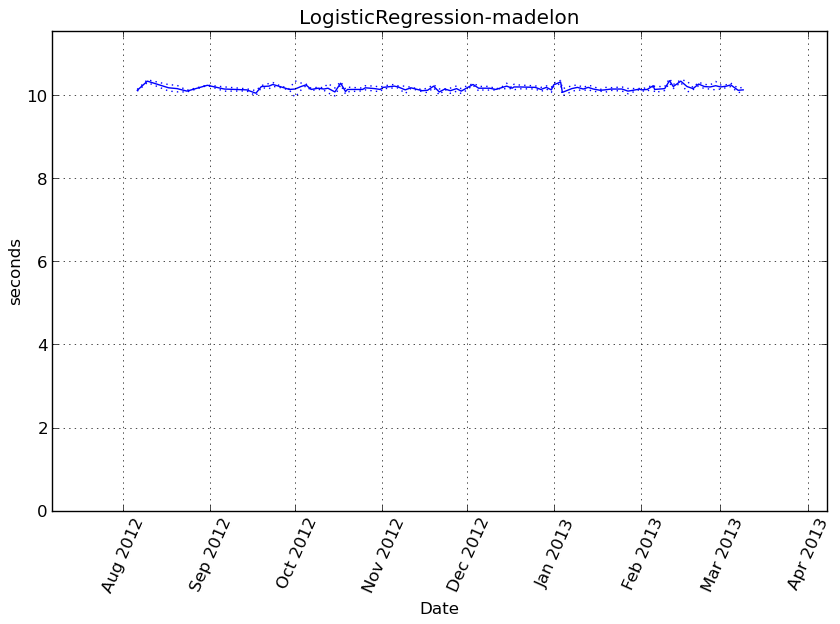 LogisticRegression-madelon
seconds
10
8
6
4
2
0
Aug 2012
Sep 2012
Oct 2012
Nov 2012
Dec 2012
Jan 2013
Feb 2013
Mar 2013
Apr 2013
Date